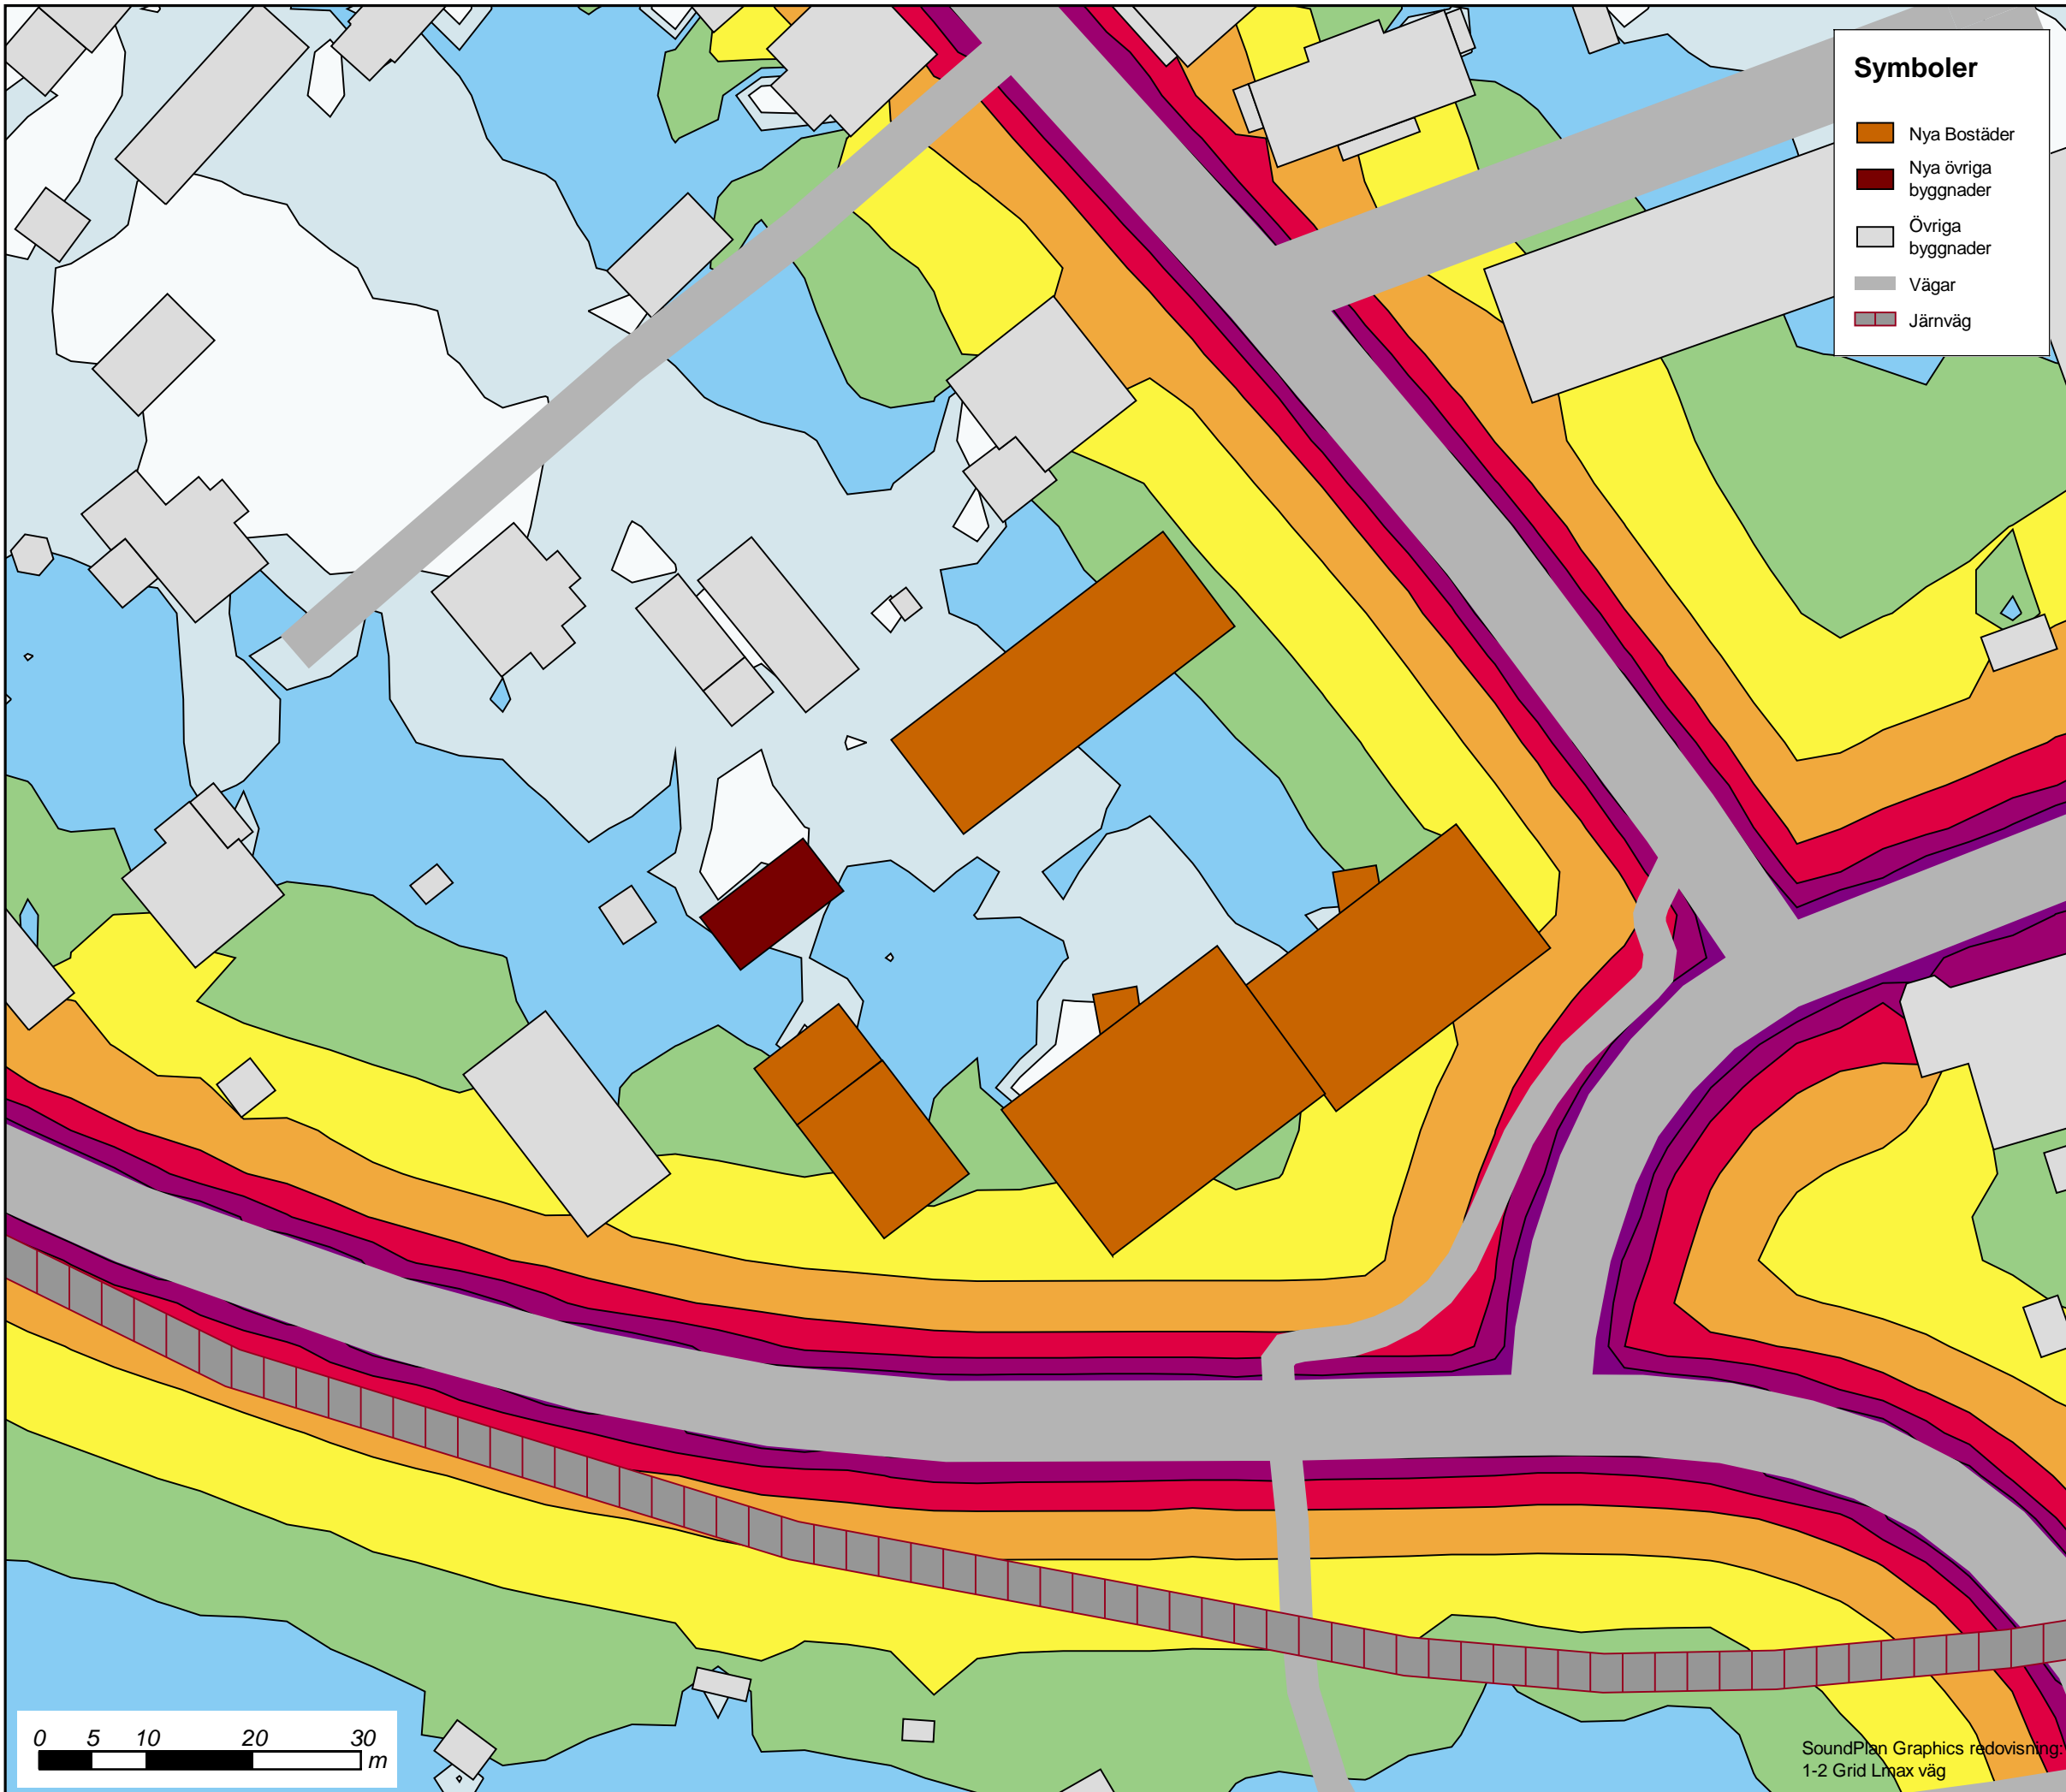 Symboler
Nya Bostäder
Nya övriga
byggnader
Övriga
byggnader
Vägar
Järnväg
0 5 10 20 30
m
SoundPlan Graphics redovisning:
1-2 Grid Lmax väg